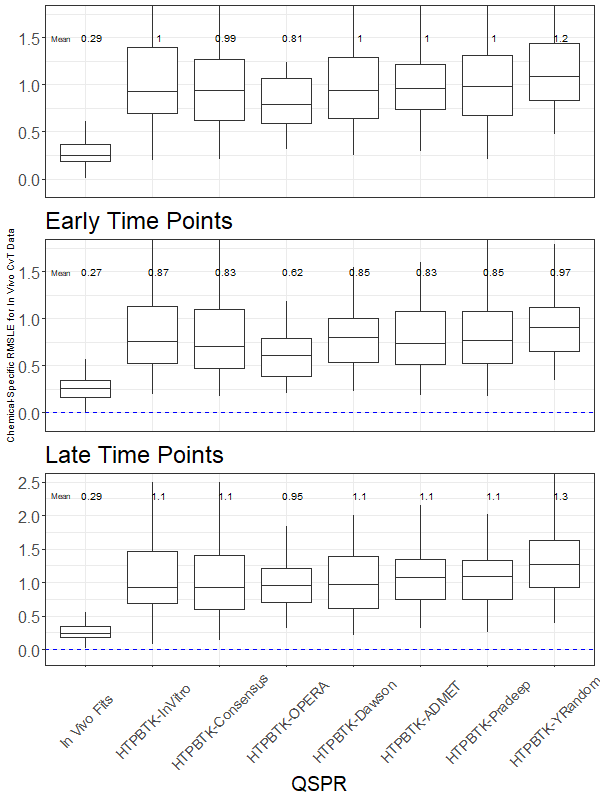 1.5
Mean 0.29 1 0.99 0.81 1 1 1 1.2
1.0
0.5
0.0
Early Time Points
1.5
Mean 0.27 0.87 0.83 0.62 0.85 0.83 0.85 0.97
1.0
0.5
0.0
Chemical-Specific RMSLE for In Vivo CvT Data
Late Time Points
2.5
Mean 0.29 1.1 1.1 0.95 1.1 1.1 1.1 1.3
2.0
1.5
1.0
0.5
0.0
In Vivo Fits
HTPBTK-InVitro
HTPBTK-Consensus
HTPBTK-OPERA
HTPBTK-Dawson
HTPBTK-ADMET
HTPBTK-Pradeep
HTPBTK-YRandom
QSPR